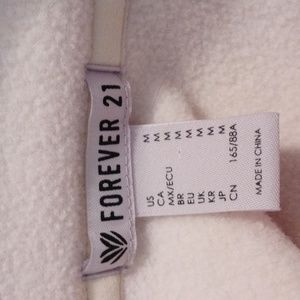 FOREVER 21
US M
CA M
MX/ECU M
BR M
EU M
UK M
KR M
JP M
CN 165/88A
MADE IN CHINA